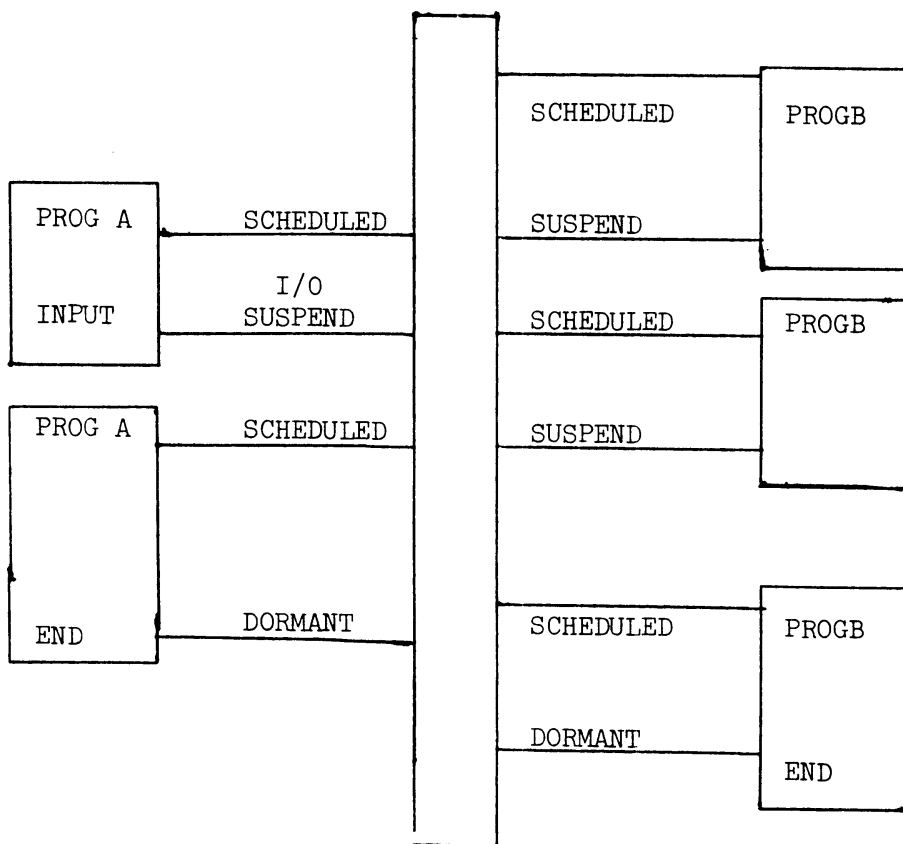 SCHEDULED PROGB
PROG A SCHEDULED SUSPEND
I/O
INPUT SUSPEND SCHEDULED PROGB
PROG A SCHEDULED SUSPEND
END DORMANT SCHEDULED PROGB
DORMANT
END